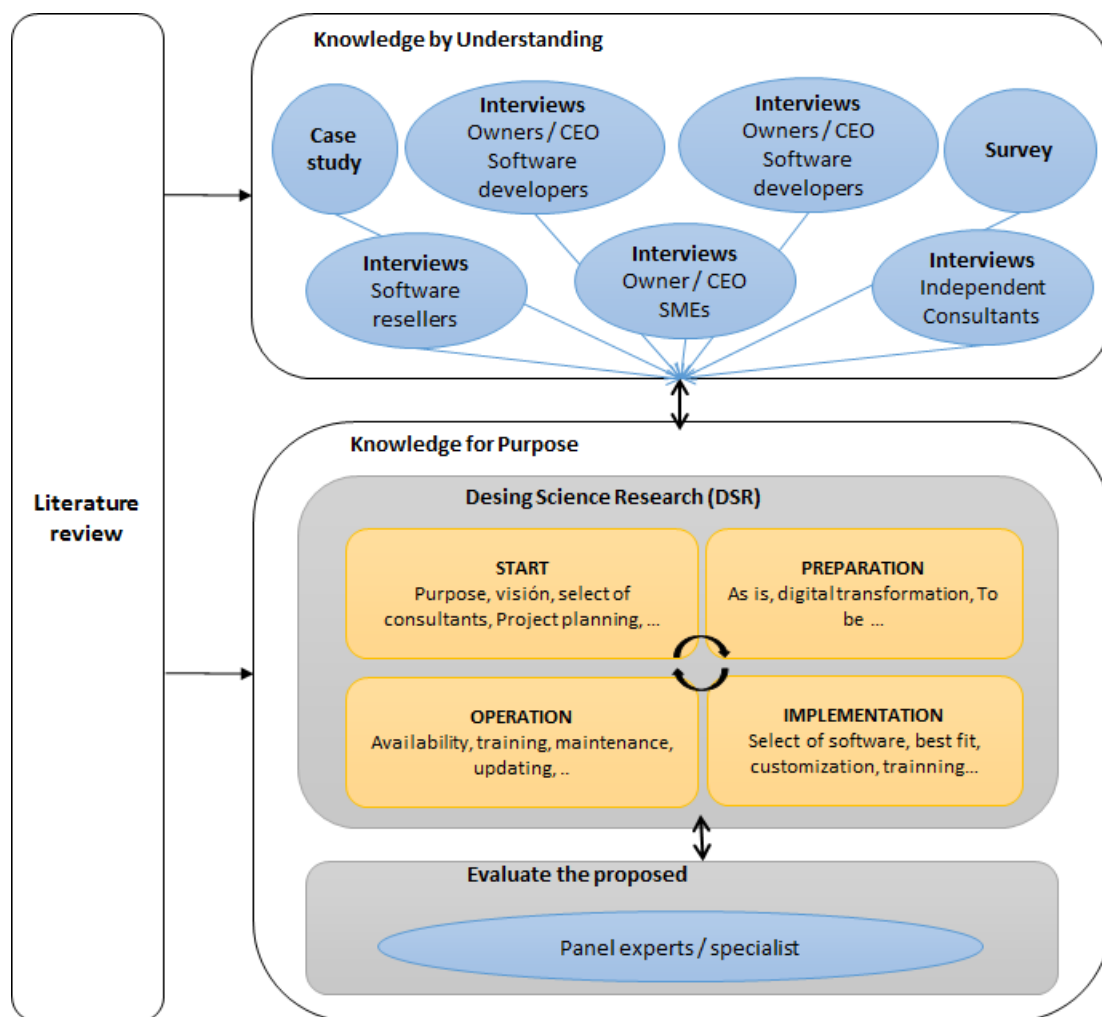 Knowledge by Understanding
Case
study
Interviews
Owners / CEO
Software
developers
Interviews
Owners / CEO
Software
developers
Survey
Interviews
Software
resellers
Interviews
Owner / CEO
SMEs
Interviews
Independent
Consultants
Literature
review
Knowledge for Purpose
Desing Science Research (DSR)
START
Purpose, visión, select of
consultants, Project planning, ...
PREPARATION
As is, digital transformation, To
be ...
OPERATION
Availability, training, maintenance,
updating, ..
IMPLEMENTATION
Select of software, best fit,
customization, trainning...
Evaluate the proposed
Panel experts / specialist